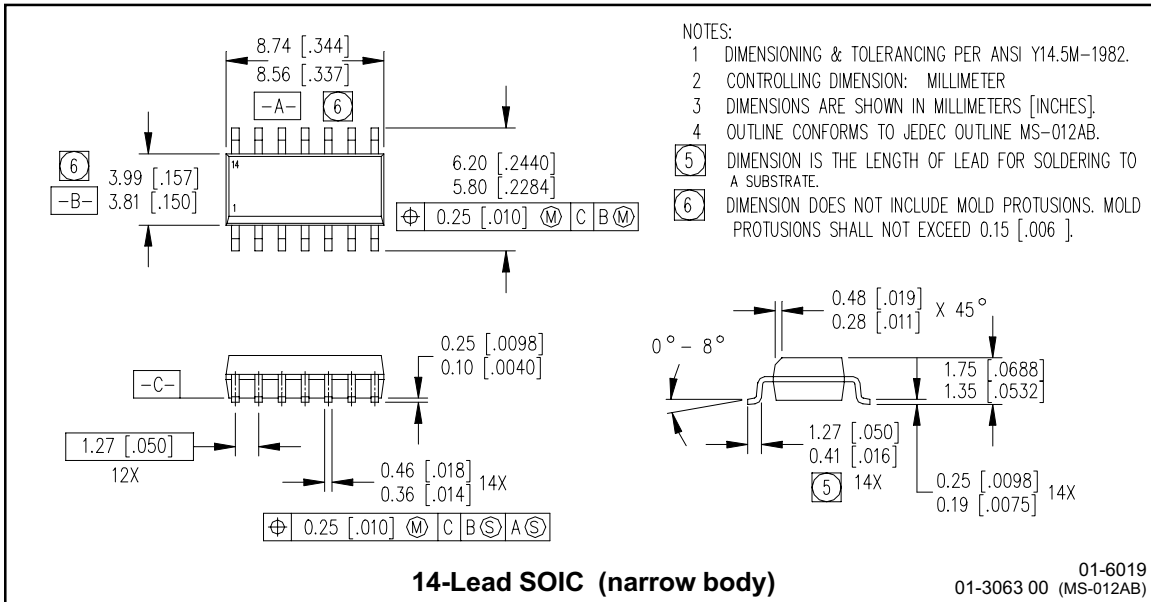 8.74 [.344]
8.56 [.337]
-A- 6
14
1
6
3.99 [.157]
3.81 [.150]
-B-
6.20 [.2440]
5.80 [.2284]
⌖ 0.25 [.010] Ⓜ C B Ⓜ
NOTES:
1 DIMENSIONING & TOLERANCING PER ANSI Y14.5M-1982.
2 CONTROLLING DIMENSION: MILLIMETER
3 DIMENSIONS ARE SHOWN IN MILLIMETERS [INCHES].
4 OUTLINE CONFORMS TO JEDEC OUTLINE MS-012AB.
5 DIMENSION IS THE LENGTH OF LEAD FOR SOLDERING TO
A SUBSTRATE.
6 DIMENSION DOES NOT INCLUDE MOLD PROTUSIONS. MOLD
PROTUSIONS SHALL NOT EXCEED 0.15 [.006 ].
-C-
0.25 [.0098]
0.10 [.0040]
1.27 [.050]
12X
0.46 [.018]
0.36 [.014]
14X
⌖ 0.25 [.010] Ⓜ C B Ⓢ A Ⓢ
0.48 [.019]
0.28 [.011]
X 45°
0° - 8°
1.75 [.0688]
1.35 [.0532]
1.27 [.050]
0.41 [.016]
5 14X
0.25 [.0098]
0.19 [.0075]
14X
14-Lead SOIC (narrow body)
01-6019
01-3063 00 (MS-012AB)